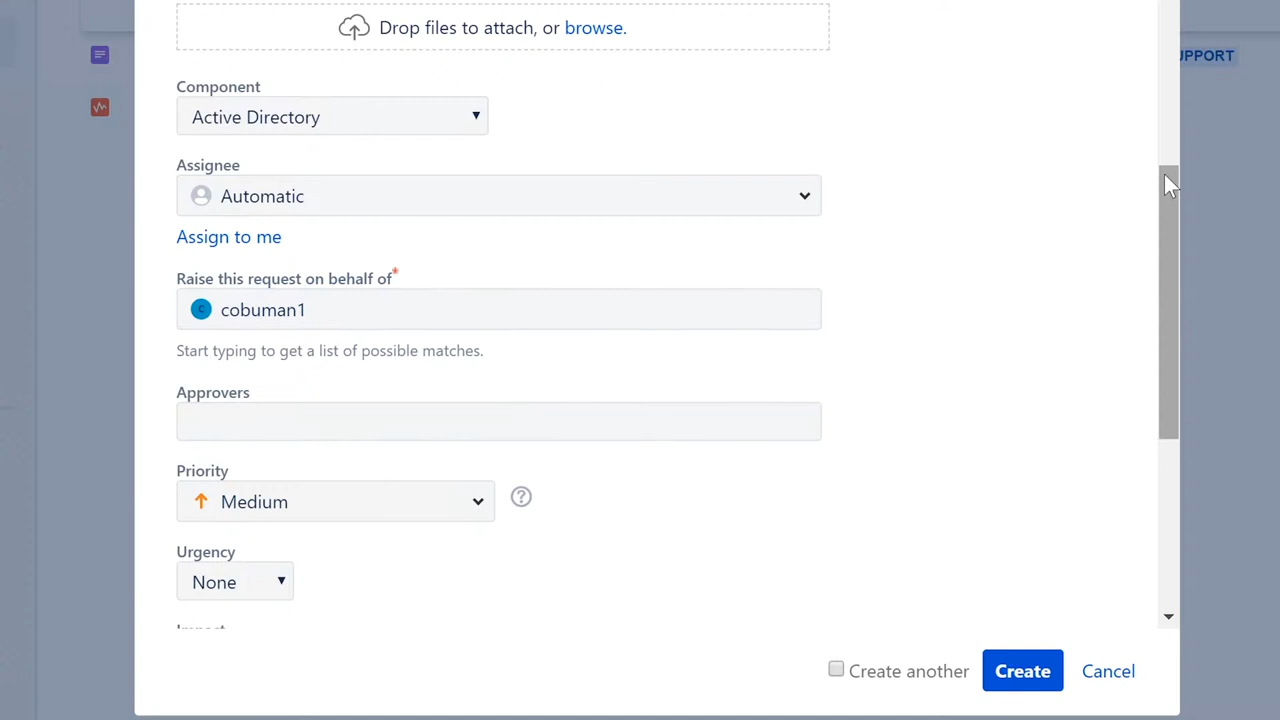 Drop files to attach, or browse.
UPPORT
Component
Active Directory
Assignee
Automatic
Assign to me
Raise this request on behalf of*
C cobuman1
Start typing to get a list of possible matches.
Approvers
Priority
Medium
Urgency
None
Impact
Create another Create Cancel